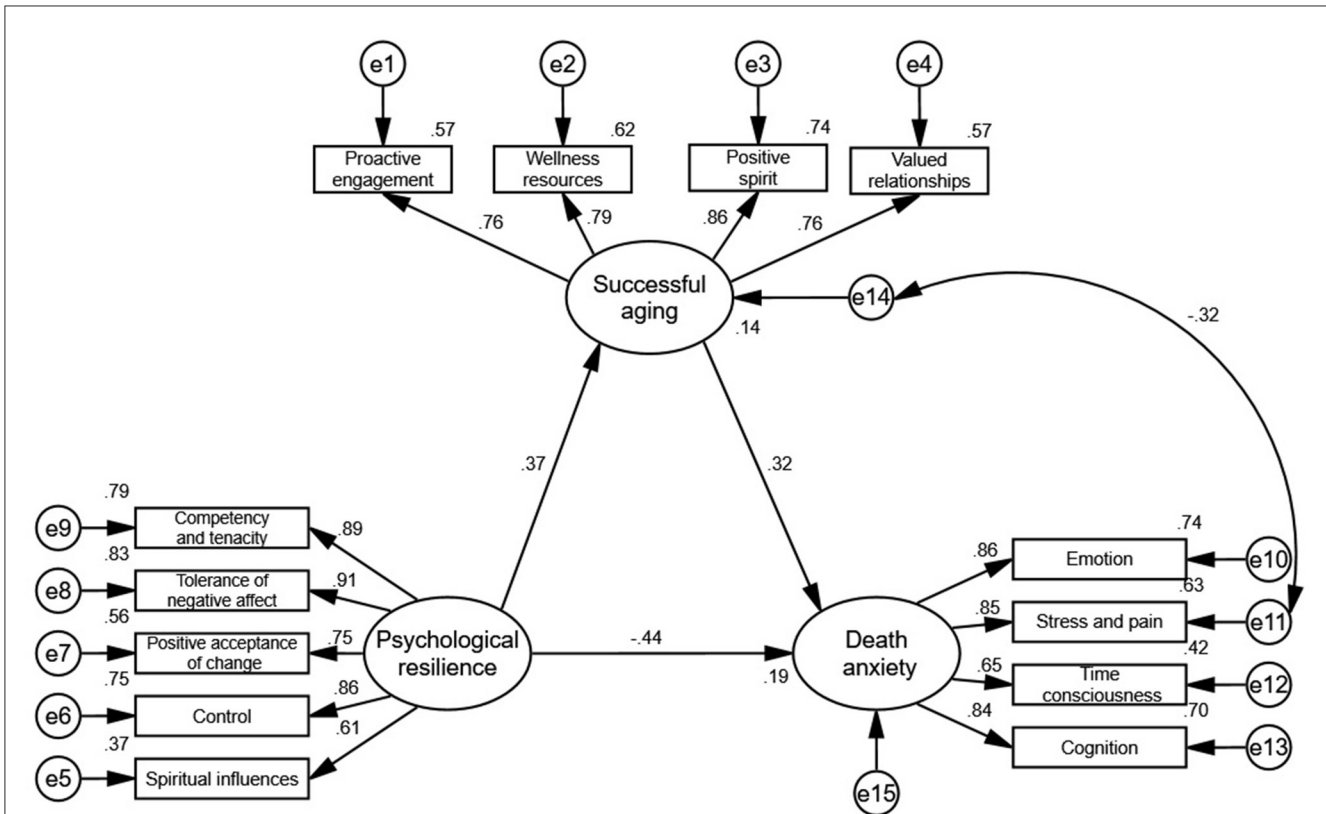 e1
e2
e3
e4
.57
.62
.74
.57
Proactive
engagement
Wellness
resources
Positive
spirit
Valued
relationships
.76
.79
.86
.76
Successful
aging
e14
.14
-.32
.37
.32
.79
e9
Competency
and tenacity
.89
.83
e8
Tolerance of
negative affect
.91
.56
e7
Positive acceptance
of change
.75
.75
e6
Control
.86
.37
e5
Spiritual influences
.61
Psychological
resilience
-.44
Death
anxiety
.19
e15
.86
Emotion
.74
e10
.85
Stress and pain
.63
e11
.65
Time
consciousness
.42
e12
.84
Cognition
.70
e13